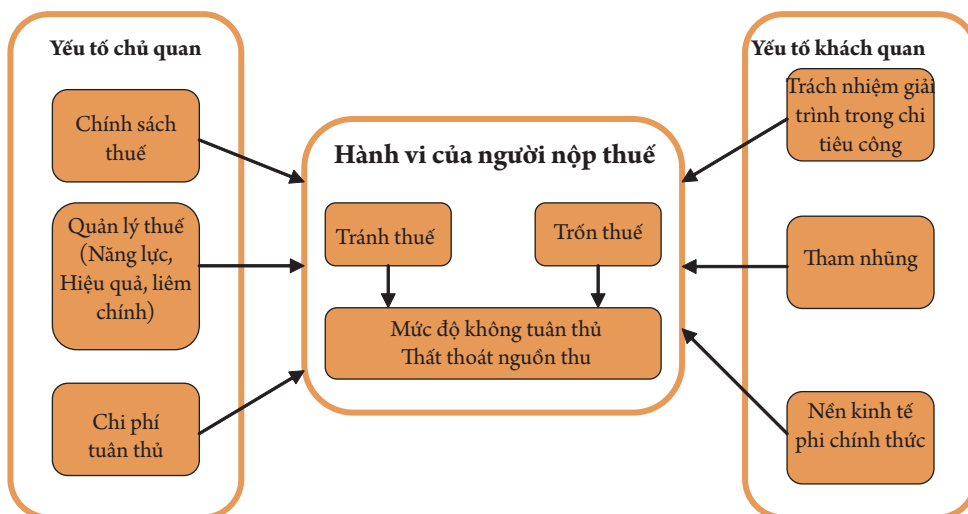 Yếu tố chủ quan
Chính sách
thuế
Quản lý thuế
(Năng lực,
Hiệu quả, liêm
chính)
Chi phí
tuân thủ
Hành vi của người nộp thuế
Tránh thuế
Trốn thuế
Mức độ không tuân thủ
Thất thoát nguồn thu
Yếu tố khách quan
Trách nhiệm giải
trình trong chi
tiêu công
Tham nhũng
Nền kinh tế
phi chính thức